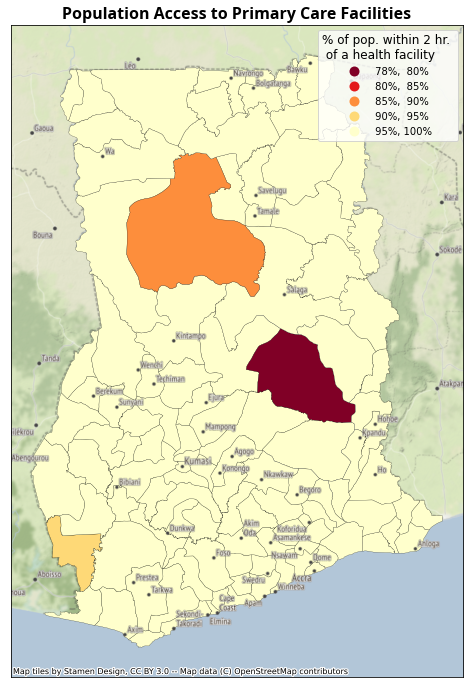 Population Access to Primary Care Facilities
% of pop. within 2 hr.
of a health facility
78%, 80%
80%, 85%
85%, 90%
90%, 95%
95%, 100%
Léo
Bawku
Navrongo
Bolgatanga
Gaoua
Wa
Savelugu
Kará
Tamale
Bouna
Sokodé
Salaga
Kintampo
Tanda
Wenchi
Techiman
Atakpan
Berekum
Sunyani
Ejura
Hohoe
Mampong
Kpandu
Abengourou
Agogo
Kumasi
Konongo
Ho
Nkawkaw
Bibiani
Begoro
Dunkwa
Akim
Oda
Koforidua
Asamankese
Anloga
Foso
Nsawam
Dome
Aboisso
Prestea
Swedru
Accra
Tarkwa
Winneba
Cape
Coast
Apam
Sekondi-
Takoradi
Elmina
Axim
Map tiles by Stamen Design, CC BY 3.0 -- Map data (C) OpenStreetMap contributors